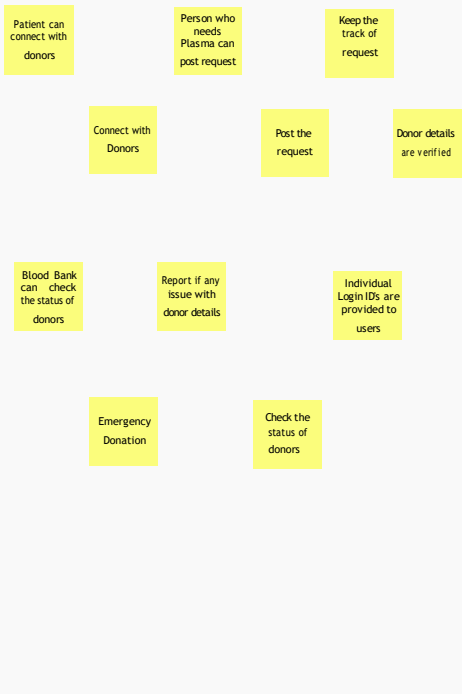 Patient can
connect with
donors
Person who
needs
Plasma can
post request
Keep the
track of
request
Connect with
Donors
Post the
request
Donor details
are verified
Blood Bank
can check
the status of
donors
Report if any
issue with
donor details
Individual
Login ID's are
provided to
users
Emergency
Donation
Check the
status of
donors